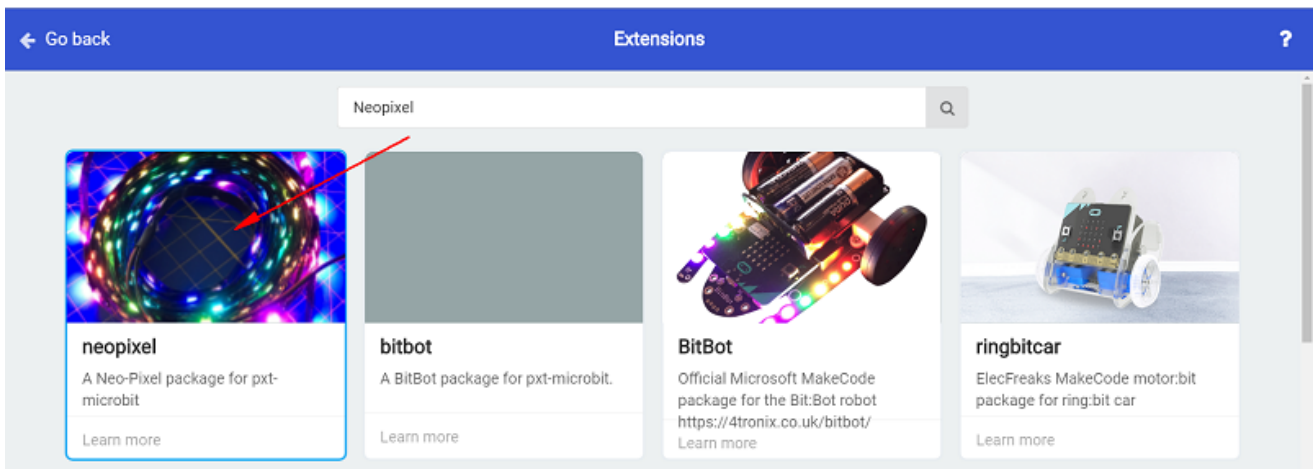 Go back
Extensions
?
Neopixel
neopixel
A Neo-Pixel package for pxt-
microbit
Learn more
bitbot
A BitBot package for pxt-microbit.
Learn more
BitBot
Official Microsoft MakeCode
package for the Bit:Bot robot
https://4tronix.co.uk/bitbot/
Learn more
ringbitcar
ElecFreaks MakeCode motor:bit
package for ring:bit car
Learn more